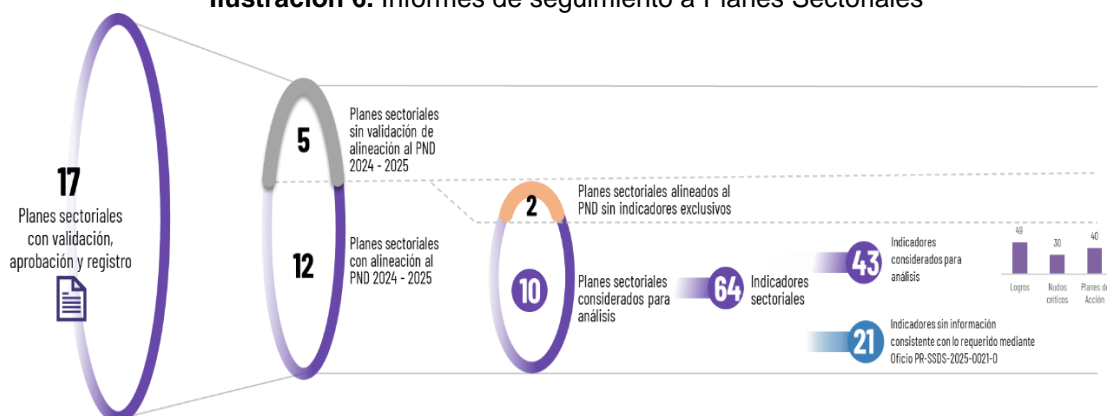 Ilustración 6. Informes de seguimiento a Planes Sectoriales
17
Planes sectoriales
con validación,
aprobación y registro
5
Planes sectoriales
sin validación de
alineación al PND
2024 - 2025
12
Planes sectoriales
con alineación al
PND 2024 - 2025
2
Planes sectoriales alineados al
PND sin indicadores exclusivos
10
Planes sectoriales
considerados para
análisis
64
Indicadores
sectoriales
43
Indicadores
considerados para
análisis
21
Indicadores sin información
consistente con lo requerido mediante
Oficio PR-SSDS-2025-0021-O
49
30
40
Logros
Nudos
críticos
Planes de
Acción